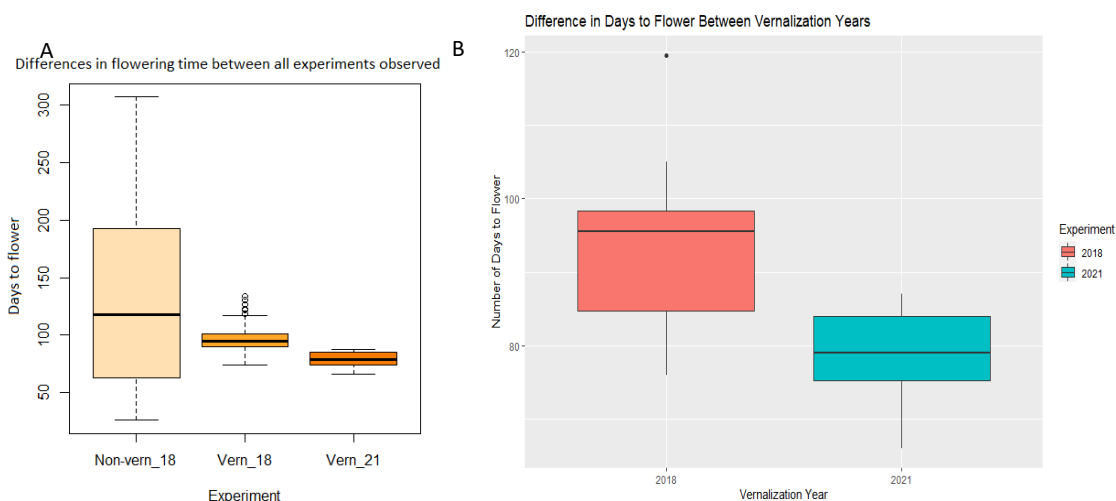 A
Differences in flowering time between all experiments observed
Days to flower
300
250
200
150
100
50
Non-vern_18 Vern_18 Vern_21
Experiment
B
Difference in Days to Flower Between Vernalization Years
Number of Days to Flower
120
100
80
2018 2021
Vernalization Year
Experiment
2018
2021